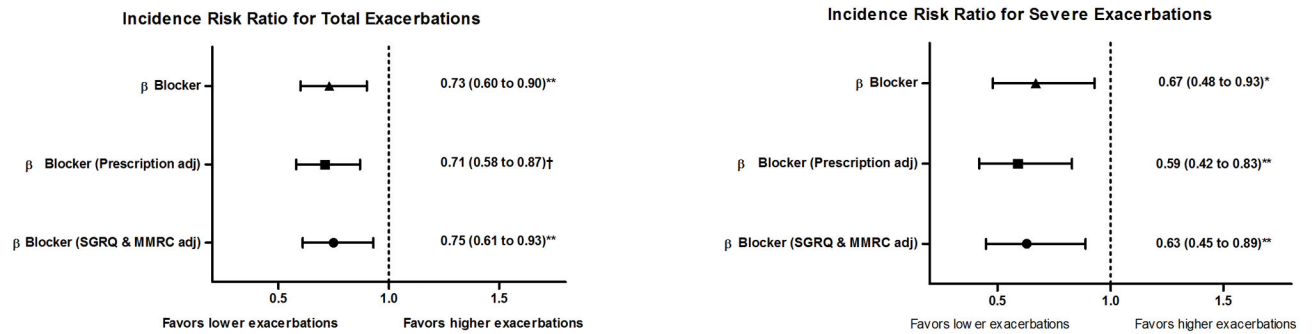 Incidence Risk Ratio for Total Exacerbations
β Blocker
0.73 (0.60 to 0.90)**
β Blocker (Prescription adj)
0.71 (0.58 to 0.87)†
β Blocker (SGRQ & MMRC adj)
0.75 (0.61 to 0.93)**
0.5 1.0 1.5
Favors lower exacerbations Favors higher exacerbations
Incidence Risk Ratio for Severe Exacerbations
β Blocker
0.67 (0.48 to 0.93)*
β Blocker (Prescription adj)
0.59 (0.42 to 0.83)**
β Blocker (SGRQ & MMRC adj)
0.63 (0.45 to 0.89)**
0.5 1.0 1.5
Favors lower exacerbations Favors higher exacerbations